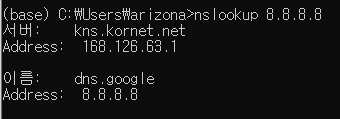 (base) C:₩Users₩arizona>nslookup 8.8.8.8
서버:    kns.kornet.net
Address:  168.126.63.1
이름:    dns.google
Address:  8.8.8.8